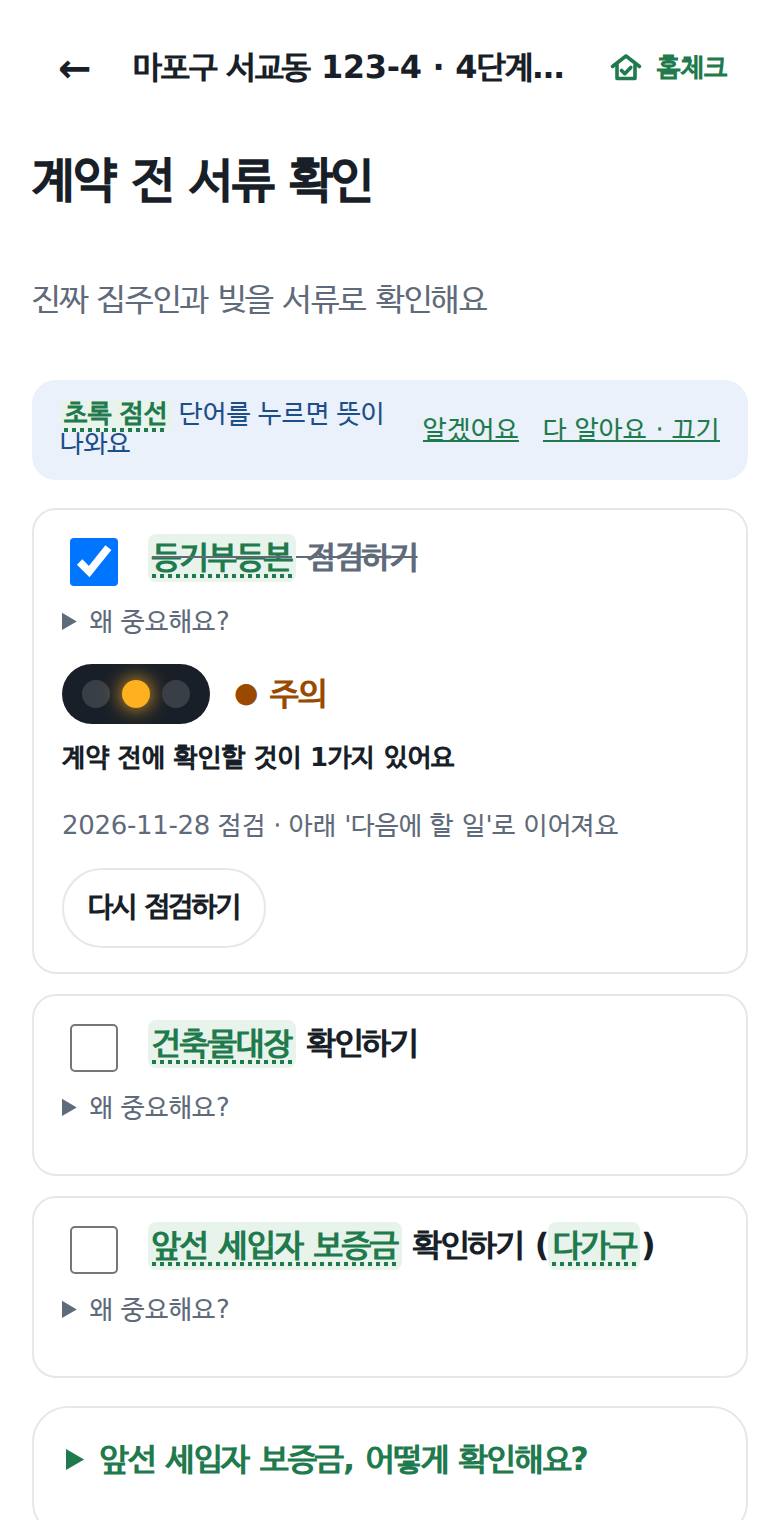 ← 마포구 서교동 123-4 · 4단계... 홈체크
계약 전 서류 확인
진짜 집주인과 빚을 서류로 확인해요
초록 점선 단어를 누르면 뜻이
나와요
알겠어요 다 알아요 · 끄기
등기부등본 점검하기
▶ 왜 중요해요?
● 주의
계약 전에 확인할 것이 1가지 있어요
2026-11-28 점검 · 아래 '다음에 할 일'로 이어져요
다시 점검하기
건축물대장 확인하기
▶ 왜 중요해요?
앞선 세입자 보증금 확인하기 (다가구)
▶ 왜 중요해요?
▶ 앞선 세입자 보증금, 어떻게 확인해요?